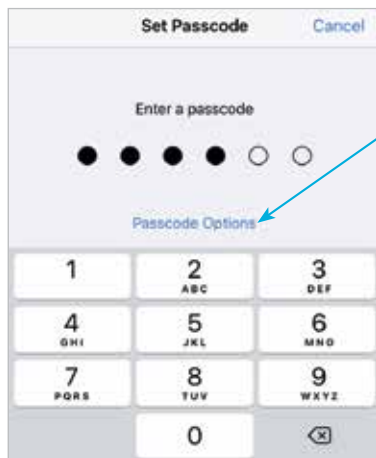 Set Passcode Cancel
Enter a passcode
Passcode Options
1 2 3
ABC DEF
4 5 6
GHI JKL MNO
7 8 9
PQRS TUV WXYZ
0